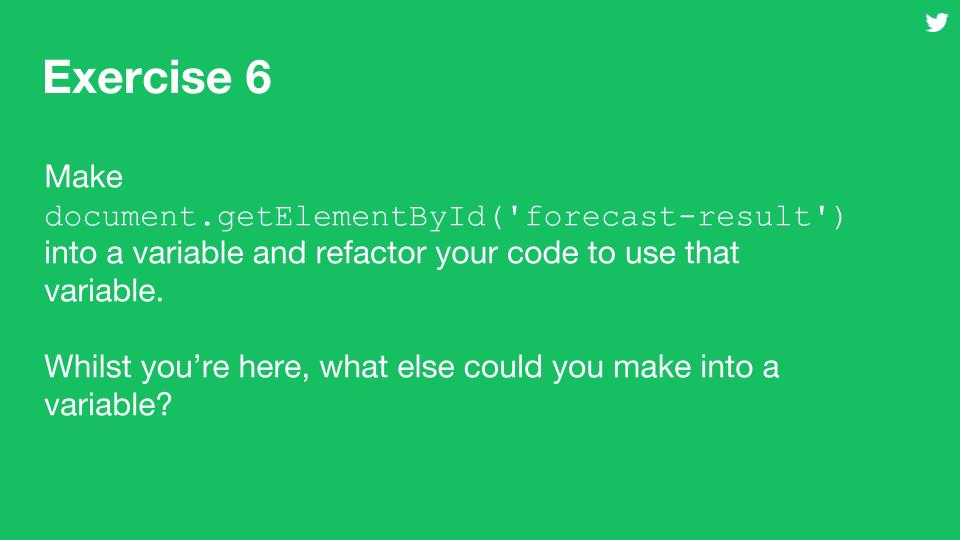 Exercise 6
Make
document.getElementById('forecast-result')
into a variable and refactor your code to use that
variable.
Whilst you’re here, what else could you make into a
variable?